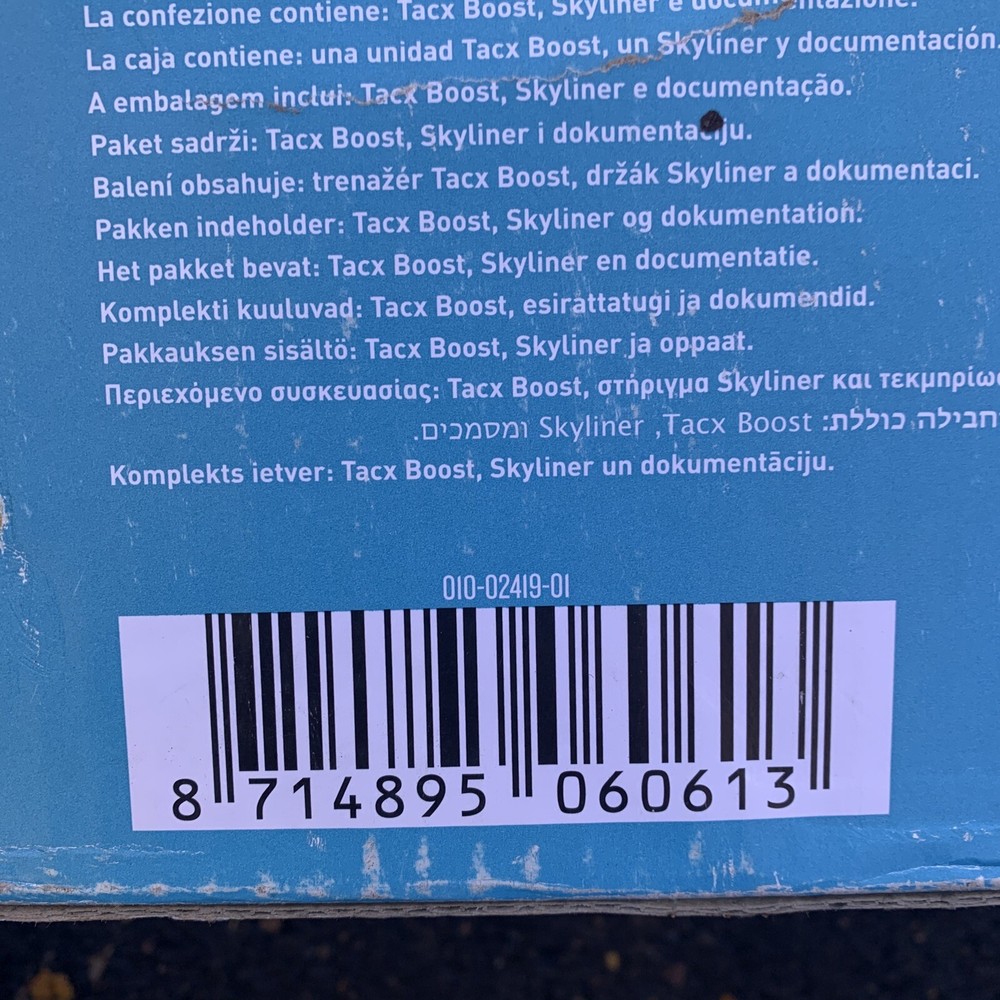 La confezione contiene: Tacx Boost, Skyliner e documentazione.
La caja contiene: una unidad Tacx Boost, un Skyliner y documentación.
A embalagem inclui: Tacx Boost, Skyliner e documentação.
Paket sadrži: Tacx Boost, Skyliner i dokumentaciju.
Balení obsahuje: trenažér Tacx Boost, držák Skyliner a dokumentaci.
Pakken indeholder: Tacx Boost, Skyliner og dokumentation.
Het pakket bevat: Tacx Boost, Skyliner en documentatie.
Komplekti kuuluvad: Tacx Boost, esirattatugi ja dokumendid.
Pakkauksen sisältö: Tacx Boost, Skyliner ja oppaat.
Περιεχόμενο συσκευασίας: Tacx Boost, στήριγμα Skyliner και
כוללת: Tacx Boost, Skyliner ומסמכים.
Komplekts ietver: Tacx Boost, Skyliner un dokumentāciju.
010-02419-01
8 714895 060613